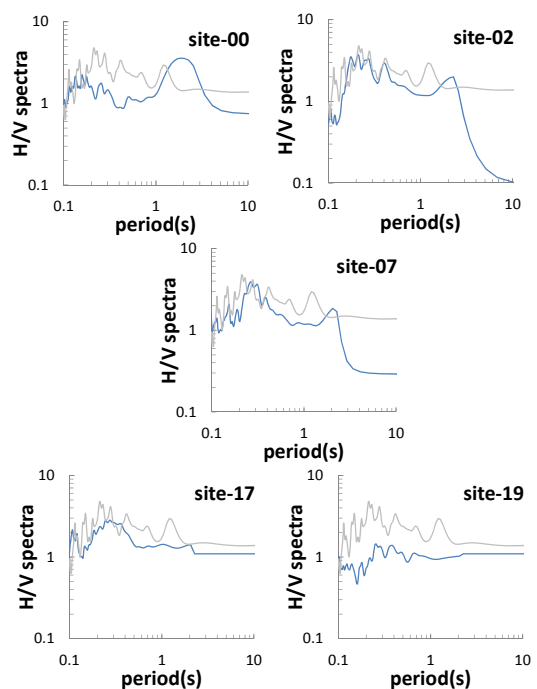 site-00
H/V spectra
10
1
0.1
0.1
1
10
period(s)
site-02
H/V spectra
10
1
0.1
0.1
1
10
period(s)
site-07
H/V spectra
10
1
0.1
0.1
1
10
period(s)
site-17
H/V spectra
10
1
0.1
0.1
1
10
period(s)
site-19
H/V spectra
10
1
0.1
0.1
1
10
period(s)